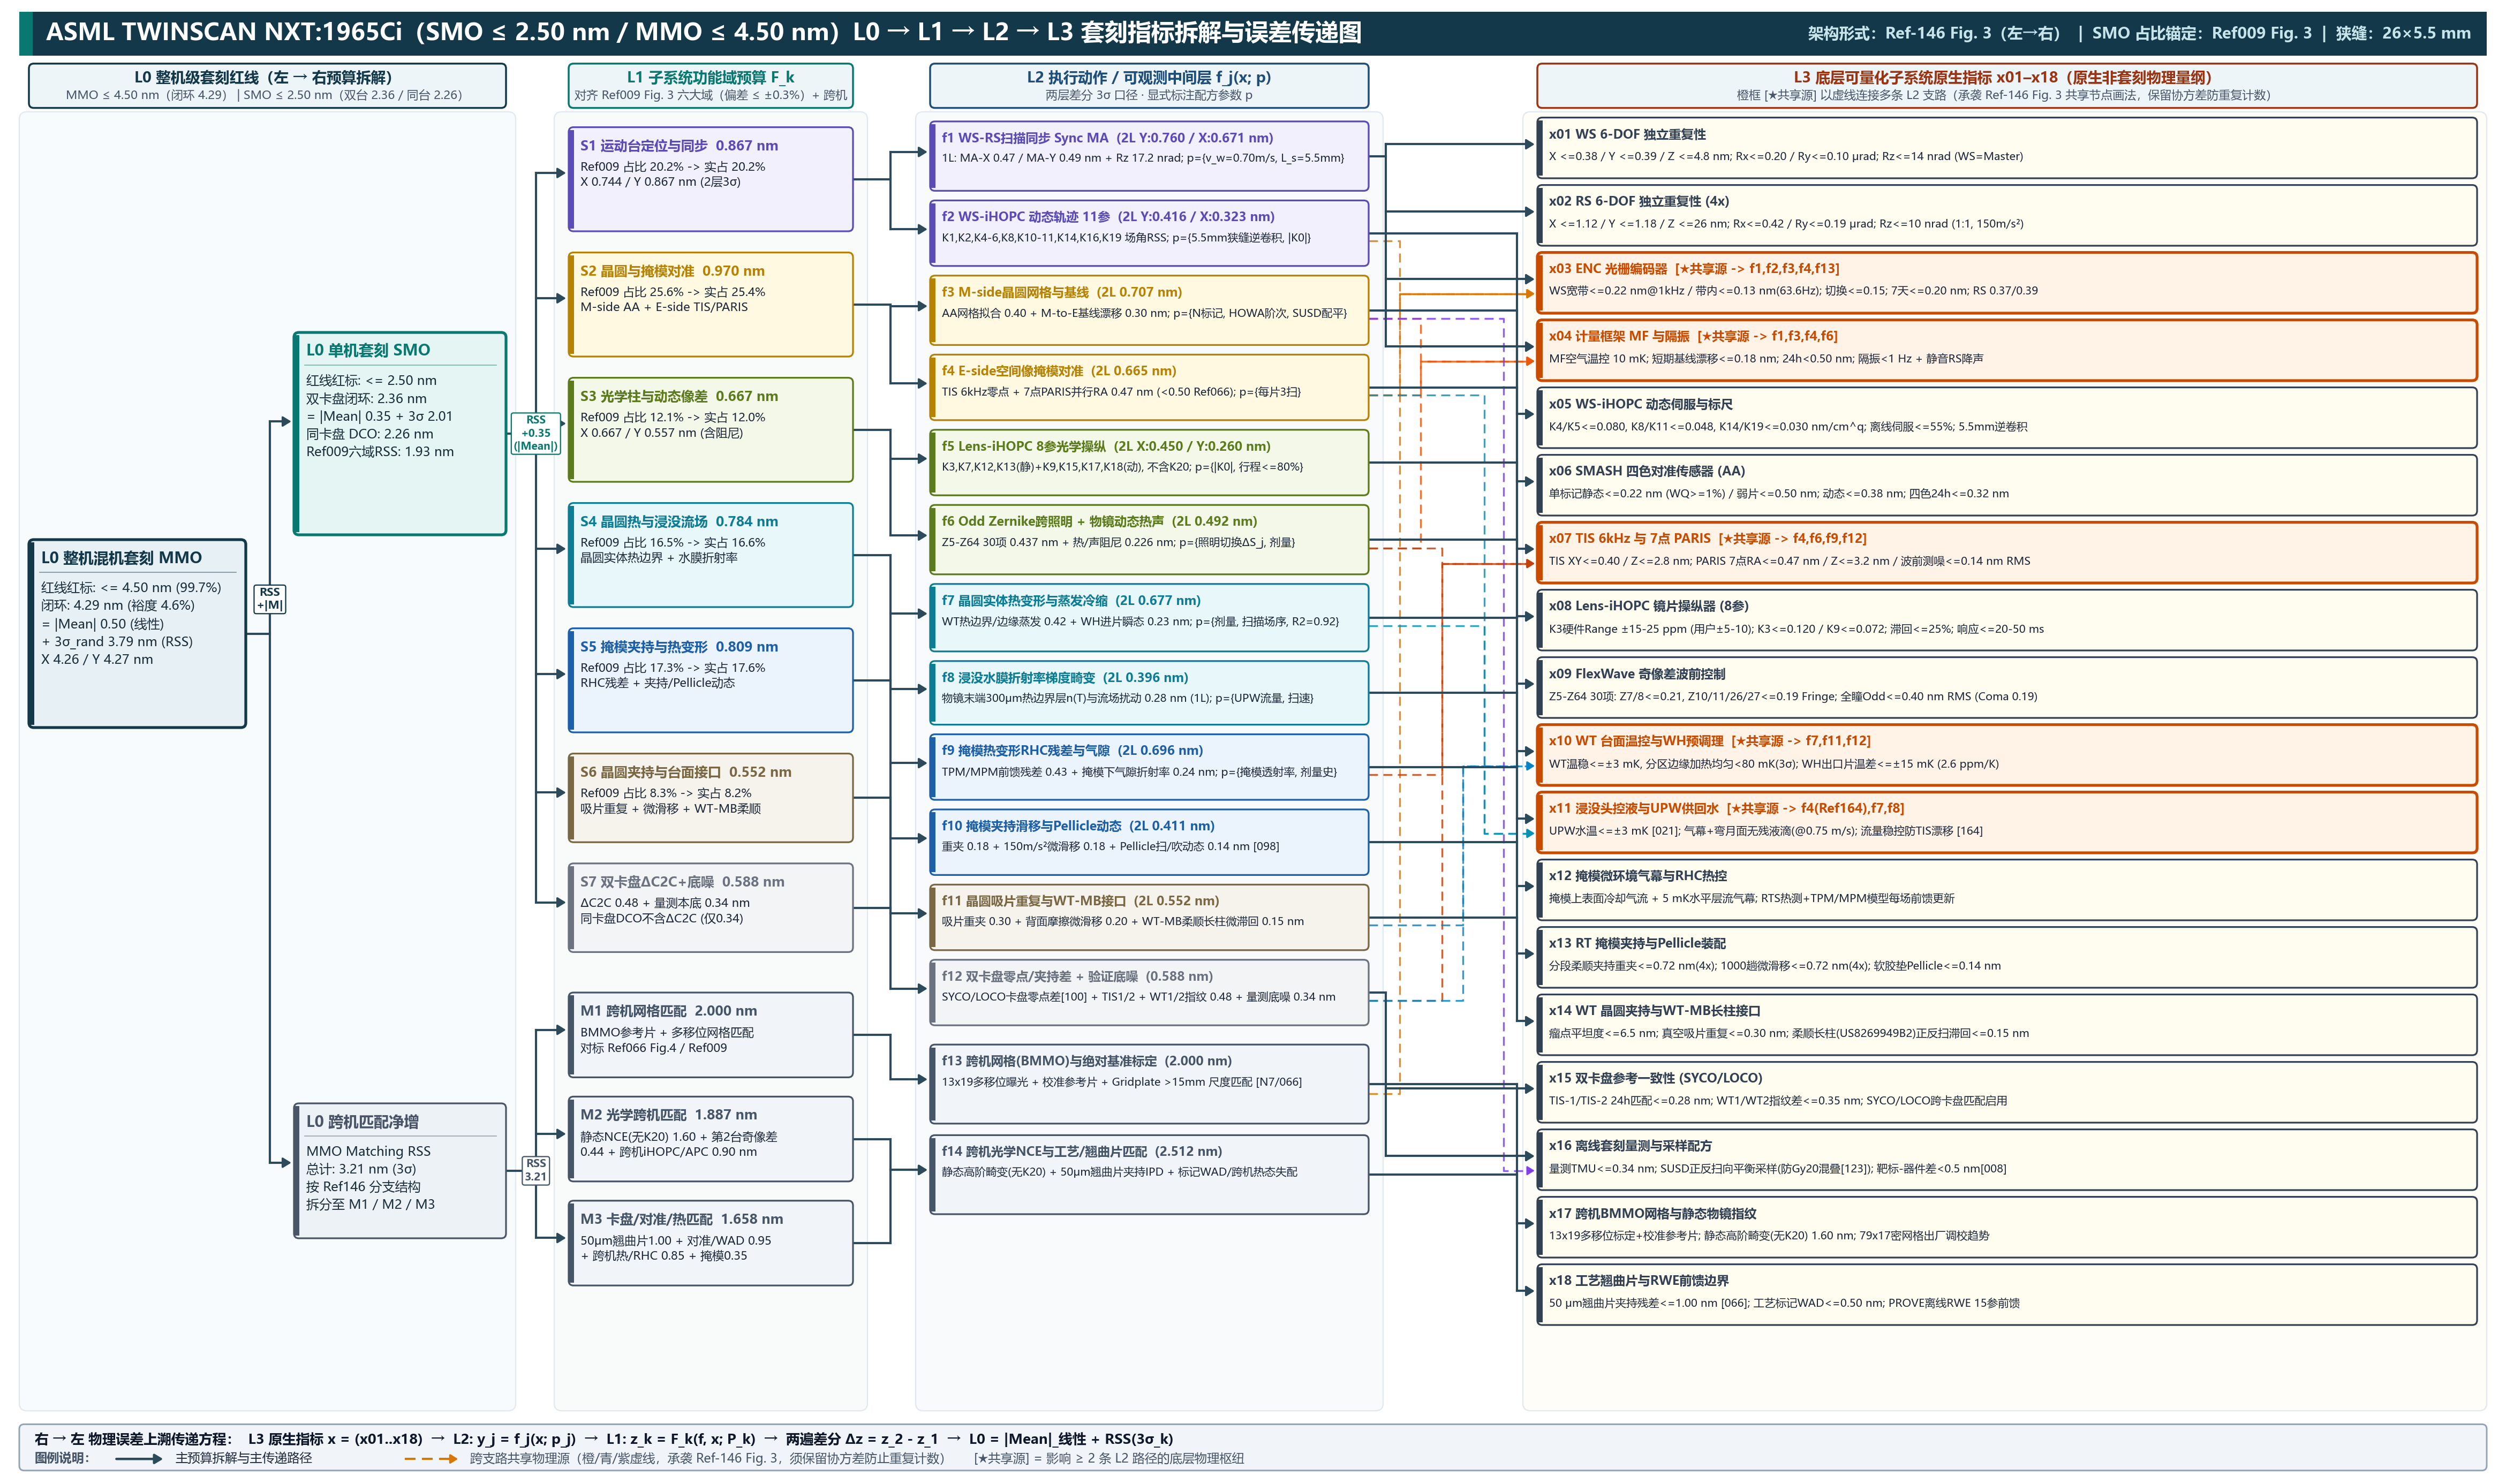 ASML TWINSCAN NXT:1965Ci（SMO ≤ 2.50 nm / MMO ≤ 4.50 nm）L0 → L1 → L2 → L3 套刻指标拆解与误差传递图
架构形式：Ref-146 Fig. 3（左→右） | SMO 占比锚定：Ref009 Fig. 3 | 狭缝：26×5.5 mm
L0 整机级套刻红线（左 → 右预算拆解）
MMO ≤ 4.50 nm（闭环 4.29） | SMO ≤ 2.50 nm（双台 2.36 / 同台 2.26）
L1 子系统功能域预算 F_k
对齐 Ref009 Fig. 3 六大域（偏差 ≤ ±0.3%）+ 跨机
L2 执行动作 / 可观测中间层 f_j(x; p)
两层差分 3σ 口径 · 显式标注配方参数 p
L3 底层可量化子系统原生指标 x01–x18（原生非套刻物理量纲）
橙框 [★共享源] 以虚线连接多条 L2 支路（承袭 Ref-146 Fig. 3 共享节点画法，保留协方差防重复计数）
L0 整机混机套刻 MMO
红线红标: <= 4.50 nm (99.7%)
闭环: 4.29 nm (裕度 4.6%)
= |Mean| 0.50 (线性)
+ 3σ_rand 3.79 nm (RSS)
X 4.26 / Y 4.27 nm
RSS
+|M|
L0 单机套刻 SMO
红线红标: <= 2.50 nm
双卡盘闭环: 2.36 nm
= |Mean| 0.35 + 3σ 2.01
同卡盘 DCO: 2.26 nm
Ref009六域RSS: 1.93 nm
RSS
+0.35
(|Mean|)
L0 跨机匹配净增
MMO Matching RSS
总计: 3.21 nm (3σ)
按 Ref146 分支结构
拆分至 M1 / M2 / M3
RSS
3.21
S1 运动台定位与同步 0.867 nm
Ref009 占比 20.2% -> 实占 20.2%
X 0.744 / Y 0.867 nm (2层3σ)
S2 晶圆与掩模对准 0.970 nm
Ref009 占比 25.6% -> 实占 25.4%
M-side AA + E-side TIS/PARIS
S3 光学柱与动态像差 0.667 nm
Ref009 占比 12.1% -> 实占 12.0%
X 0.667 / Y 0.557 nm (含阻尼)
S4 晶圆热与浸没流场 0.784 nm
Ref009 占比 16.5% -> 实占 16.6%
晶圆实体热边界 + 水膜折射率
S5 掩模夹持与热变形 0.809 nm
Ref009 占比 17.3% -> 实占 17.6%
RHC残差 + 夹持/Pellicle动态
S6 晶圆夹持与台面接口 0.552 nm
Ref009 占比 8.3% -> 实占 8.2%
吸片重复 + 微滑移 + WT-MB柔顺
S7 双卡盘ΔC2C+底噪 0.588 nm
ΔC2C 0.48 + 量测本底 0.34 nm
同卡盘DCO不含ΔC2C (仅0.34)
M1 跨机网格匹配 2.000 nm
BMMO参考片 + 多移位网格匹配
对标 Ref066 Fig.4 / Ref009
M2 光学跨机匹配 1.887 nm
静态NCE(无K20) 1.60 + 第2台奇像差
0.44 + 跨机iHOPC/APC 0.90 nm
M3 卡盘/对准/热匹配 1.658 nm
50μm翘曲片1.00 + 对准/WAD 0.95
+ 跨机热/RHC 0.85 + 掩模0.35
f1 WS-RS扫描同步 Sync MA（2L Y:0.760 / X:0.671 nm)
1L: MA-X 0.47 / MA-Y 0.49 nm + Rz 17.2 nrad; p={v_w=0.70m/s, L_s=5.5mm}
f2 WS-iHOPC 动态轨迹 11参（2L Y:0.416 / X:0.323 nm)
K1,K2,K4-6,K8,K10-11,K14,K16,K19 场角RSS; p={5.5mm狭缝逆卷积, |K0|}
f3 M-side晶圆网格与基线（2L 0.707 nm)
AA网格拟合 0.40 + M-to-E基线漂移 0.30 nm; p={N标记, HOWA阶次, SUSD配平}
f4 E-side空间像掩模对准（2L 0.665 nm)
TIS 6kHz零点 + 7点PARIS并行RA 0.47 nm (<0.50 Ref066); p={每片3扫}
f5 Lens-iHOPC 8参光学操纵（2L X:0.450 / Y:0.260 nm)
K3,K7,K12,K13(静)+K9,K15,K17,K18(动), 不含K20; p={|K0|, 行程<=80%}
f6 Odd Zernike跨照明 + 物镜动态热声（2L 0.492 nm)
Z5-Z64 30项 0.437 nm + 热/声阻尼 0.226 nm; p={照明切换ΔS_j, 剂量}
f7 晶圆实体热变形与蒸发冷缩（2L 0.677 nm)
WT热边界/边缘蒸发 0.42 + WH进片瞬态 0.23 nm; p={剂量, 扫描场序, R2=0.92}
f8 浸没水膜折射率梯度畸变（2L 0.396 nm)
物镜末端300μm热边界层n(T)与流场扰动 0.28 nm (1L); p={UPW流量, 扫速}
f9 掩模热变形RHC残差与气隙（2L 0.696 nm)
TPM/MPM前馈残差 0.43 + 掩模下气隙折射率 0.24 nm; p={掩模透射率, 剂量史}
f10 掩模夹持滑移与Pellicle动态（2L 0.411 nm)
重夹 0.18 + 150m/s²微滑移 0.18 + Pellicle扫/吹动态 0.14 nm [098]
f11 晶圆吸片重复与WT-MB接口（2L 0.552 nm)
吸片重夹 0.30 + 背面摩擦微滑移 0.20 + WT-MB柔顺长柱微滞回 0.15 nm
f12 双卡盘零点/夹持差 + 验证底噪（0.588 nm)
SYCO/LOCO卡盘零点差[100] + TIS1/2 + WT1/2指纹 0.48 + 量测底噪 0.34 nm
f13 跨机网格(BMMO)与绝对基准标定（2.000 nm)
13x19多移位曝光 + 校准参考片 + Gridplate >15mm 尺度匹配 [N7/066]
f14 跨机光学NCE与工艺/翘曲片匹配（2.512 nm)
静态高阶畸变(无K20) + 50μm翘曲片夹持IPD + 标记WAD/跨机热态失配
x01 WS 6-DOF 独立重复性
X <=0.38 / Y <=0.39 / Z <=4.8 nm; Rx<=0.20 / Ry<=0.10 μrad; Rz<=14 nrad (WS=Master)
x02 RS 6-DOF 独立重复性 (4x)
X <=1.12 / Y <=1.18 / Z <=26 nm; Rx<=0.42 / Ry<=0.19 μrad; Rz<=10 nrad (1:1, 150m/s²)
x03 ENC 光栅编码器 [★共享源 -> f1,f2,f3,f4,f13]
WS宽带<=0.22 nm@1kHz / 带内<=0.13 nm(63.6Hz); 切换<=0.15; 7天<=0.20 nm; RS 0.37/0.39
x04 计量框架 MF 与隔振 [★共享源 -> f1,f3,f4,f6]
MF空气温控 10 mK; 短期基线漂移<=0.18 nm; 24h<0.50 nm; 隔振<1 Hz + 静音RS降声
x05 WS-iHOPC 动态伺服与标尺
K4/K5<=0.080, K8/K11<=0.048, K14/K19<=0.030 nm/cm^q; 离线伺服<=55%; 5.5mm逆卷积
x06 SMASH 四色对准传感器 (AA)
单标记静态<=0.22 nm (WQ>=1%) / 弱片<=0.50 nm; 动态<=0.38 nm; 四色24h<=0.32 nm
x07 TIS 6kHz 与 7点 PARIS [★共享源 -> f4,f6,f9,f12]
TIS XY<=0.40 / Z<=2.8 nm; PARIS 7点RA<=0.47 nm / Z<=3.2 nm / 波前测噪<=0.14 nm RMS
x08 Lens-iHOPC 镜片操纵器 (8参)
K3硬件Range ±15-25 ppm (用户±5-10); K3<=0.120 / K9<=0.072; 滞回<=25%; 响应<=20-50 ms
x09 FlexWave 奇像差波前控制
Z5-Z64 30项: Z7/8<=0.21, Z10/11/26/27<=0.19 Fringe; 全瞳Odd<=0.40 nm RMS (Coma 0.19)
x10 WT 台面温控与WH预调理 [★共享源 -> f7,f11,f12]
WT温稳<=±3 mK, 分区边缘加热均匀<80 mK(3σ); WH出口片温差<=±15 mK (2.6 ppm/K)
x11 浸没头控液与UPW供回水 [★共享源 -> f4(Ref164),f7,f8]
UPW水温<=±3 mK [021]; 气幕+弯月面无残液滴(@0.75 m/s); 流量稳控防TIS漂移 [164]
x12 掩模微环境气幕与RHC热控
掩模上表面冷却气流 + 5 mK水平层流气幕; RTS热测+TPM/MPM模型每场前馈更新
x13 RT 掩模夹持与Pellicle装配
分段柔顺夹持重夹<=0.72 nm(4x); 1000趟微滑移<=0.72 nm(4x); 软胶垫Pellicle<=0.14 nm
x14 WT 晶圆夹持与WT-MB长柱接口
瘤点平坦度<=6.5 nm; 真空吸片重复<=0.30 nm; 柔顺长柱(US8269949B2)正反扫滞回<=0.15 nm
x15 双卡盘参考一致性 (SYCO/LOCO)
TIS-1/TIS-2 24h匹配<=0.28 nm; WT1/WT2指纹差<=0.35 nm; SYCO/LOCO跨卡盘匹配启用
x16 离线套刻量测与采样配方
量测TMU<=0.34 nm; SUSD正反扫向平衡采样(防Gy20混叠[123]); 靶标-器件差<0.5 nm[008]
x17 跨机BMMO网格与静态物镜指纹
13x19多移位标定+校准参考片; 静态高阶畸变(无K20) 1.60 nm; 79x17密网格出厂调校趋势
x18 工艺翘曲片与RWE前馈边界
50 μm翘曲片夹持残差<=1.00 nm [066]; 工艺标记WAD<=0.50 nm; PROVE离线RWE 15参前馈
右 → 左 物理误差上溯传递方程： L3 原生指标 x = (x01..x18) → L2: y_j = f_j(x; p_j) → L1: z_k = F_k(f, x; P_k) → 两遍差分 Δz = z_2 - z_1 → L0 = |Mean|_线性 + RSS(3σ_k)
图例说明： 主预算拆解与主传递路径 跨支路共享物理源（橙/青/紫虚线，承袭 Ref-146 Fig. 3，须保留协方差防止重复计数） [★共享源] = 影响 ≥ 2 条 L2 路径的底层物理枢纽